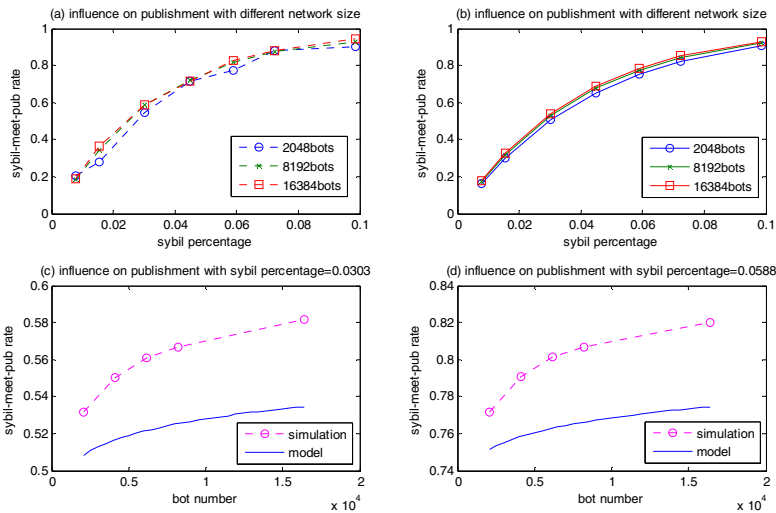 (a) influence on publishment with different network size
sybil-meet-pub rate
1
0.8
0.6
0.4
0.2
0
0 0.02 0.04 0.06 0.08 0.1
sybil percentage
2048bots
8192bots
16384bots
(b) influence on publishment with different network size
sybil-meet-pub rate
1
0.8
0.6
0.4
0.2
0
0 0.02 0.04 0.06 0.08 0.1
sybil percentage
2048bots
8192bots
16384bots
(c) influence on publishment with sybil percentage=0.0303
sybil-meet-pub rate
0.6
0.58
0.56
0.54
0.52
0.5
0 0.5 1 1.5 2
bot number
x 10^4
simulation
model
(d) influence on publishment with sybil percentage=0.0588
sybil-meet-pub rate
0.84
0.82
0.8
0.78
0.76
0.74
0 0.5 1 1.5 2
bot number
x 10^4
simulation
model